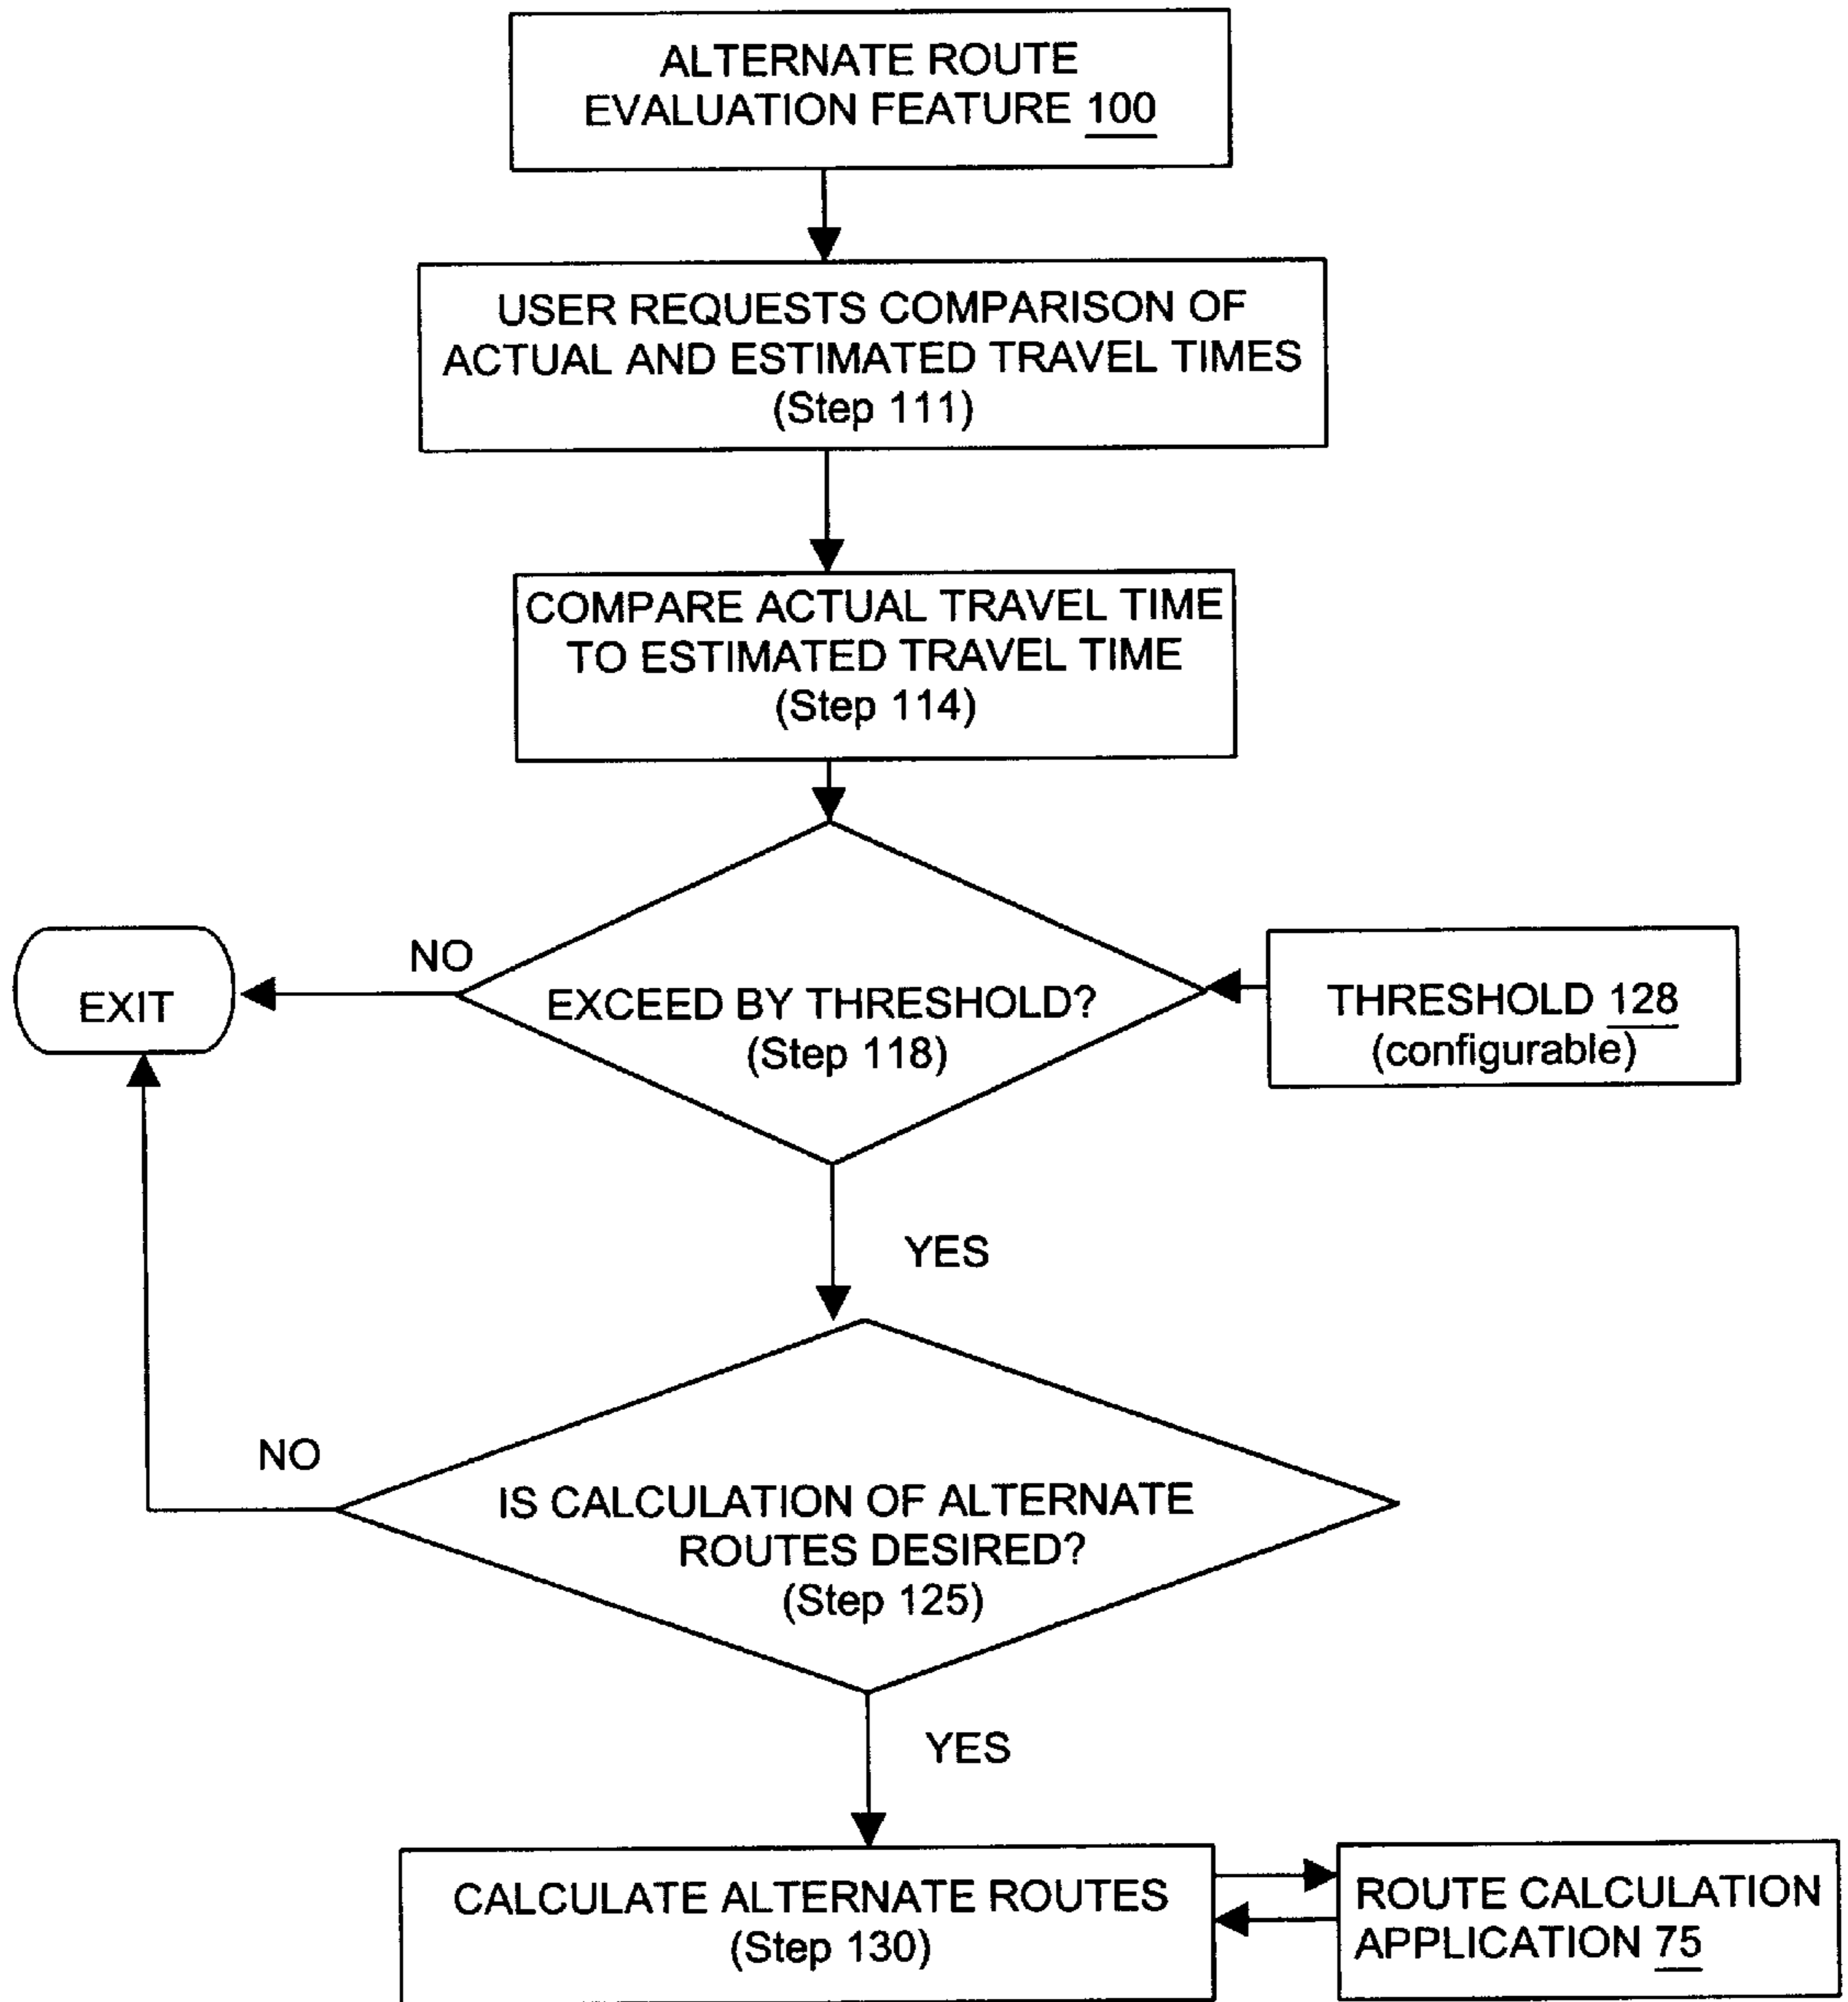 ALTERNATE ROUTE
EVALUATION FEATURE 100
USER REQUESTS COMPARISON OF
ACTUAL AND ESTIMATED TRAVEL TIMES
(Step 111)
COMPARE ACTUAL TRAVEL TIME
TO ESTIMATED TRAVEL TIME
(Step 114)
NO
EXIT
EXCEED BY THRESHOLD?
(Step 118)
THRESHOLD 128
(configurable)
YES
NO
IS CALCULATION OF ALTERNATE
ROUTES DESIRED?
(Step 125)
YES
CALCULATE ALTERNATE ROUTES
(Step 130)
ROUTE CALCULATION
APPLICATION 75